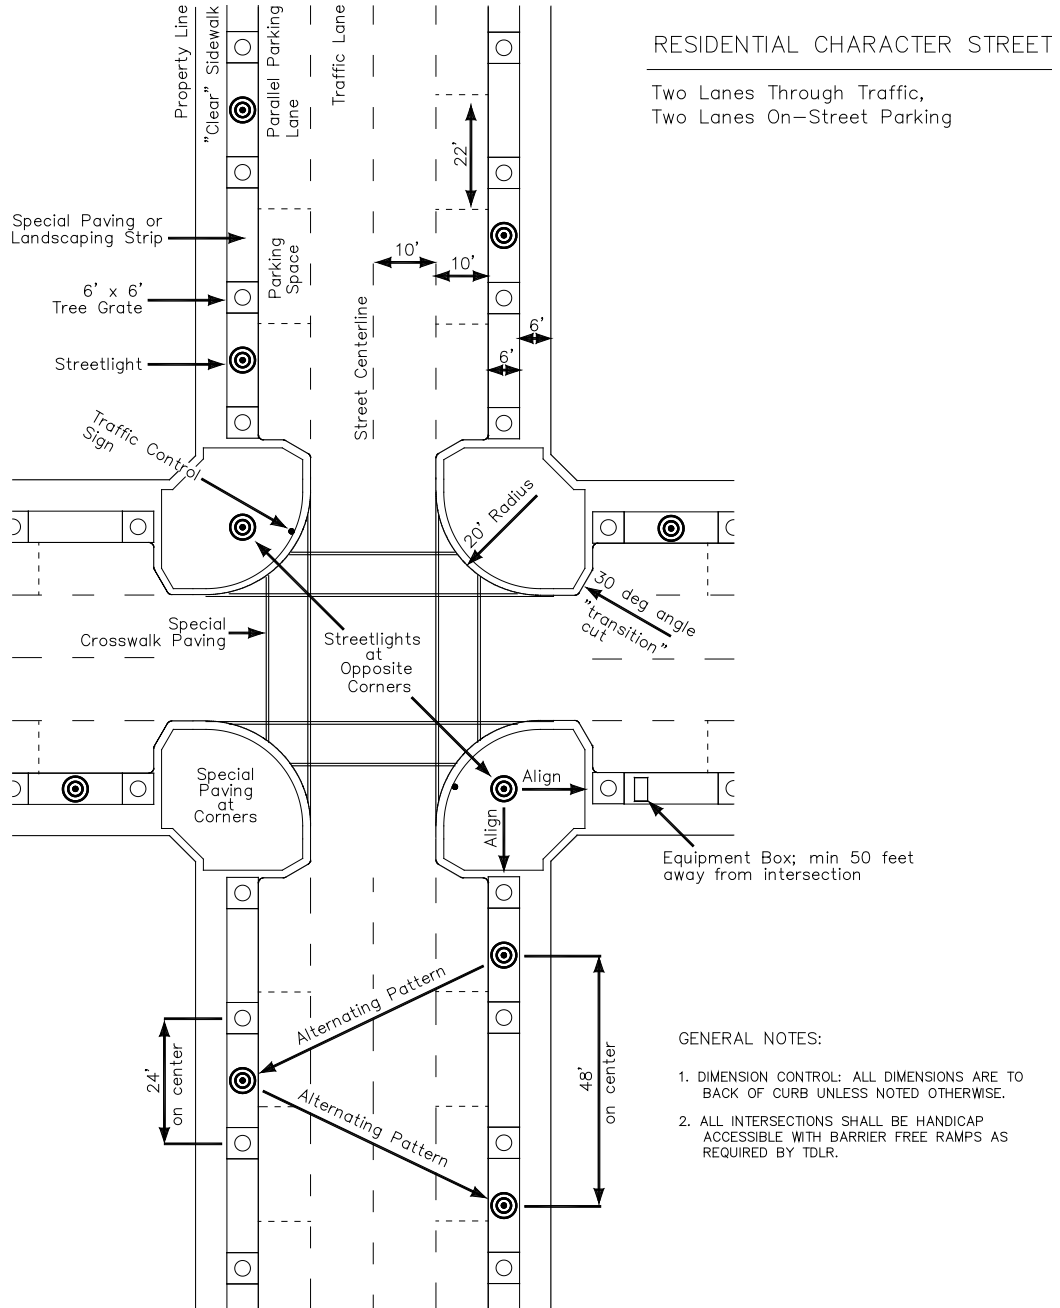 RESIDENTIAL CHARACTER STREET
Two Lanes Through Traffic,
Two Lanes On-Street Parking
Property Line
"Clear" Sidewalk
Parallel Parking
Lane
Traffic Lane
22'
Special Paving or
Landscaping Strip
Parking
Space
10'
10'
6' x 6'
Tree Grate
Street Centerline
6'
6'
Streetlight
Traffic Control
Sign
20' Radius
30 deg angle
"transition"
cut
Special
Crosswalk Paving
Streetlights
at
Opposite
Corners
Special
Paving
at
Corners
Align
Align
Equipment Box; min 50 feet
away from intersection
Alternating Pattern
Alternating Pattern
24'
on center
48'
on center
GENERAL NOTES:
1. DIMENSION CONTROL: ALL DIMENSIONS ARE TO
BACK OF CURB UNLESS NOTED OTHERWISE.
2. ALL INTERSECTIONS SHALL BE HANDICAP
ACCESSIBLE WITH BARRIER FREE RAMPS AS
REQUIRED BY TDLR.